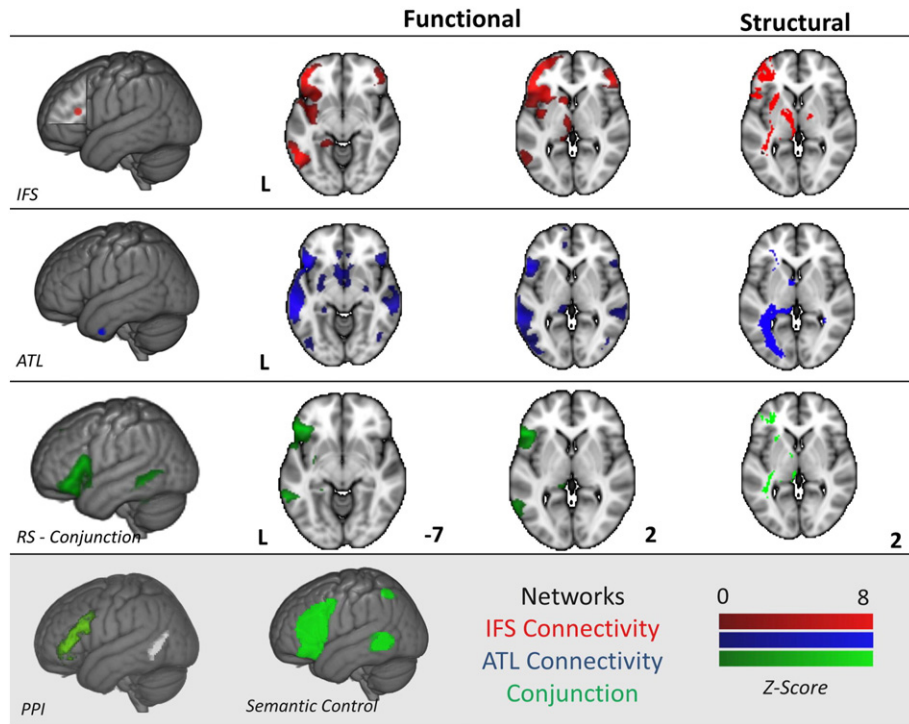 Functional Structural
IFS L
ATL L
RS - Conjunction L -7 2 2
PPI
Semantic Control
Networks
IFS Connectivity
ATL Connectivity
Conjunction
0 8
Z-Score